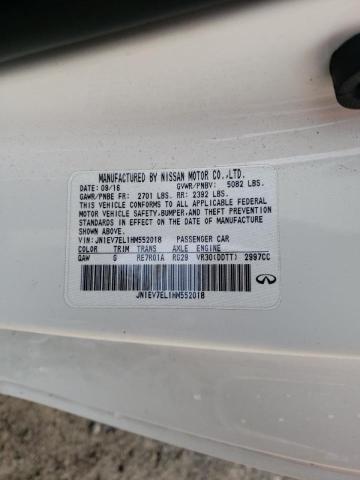 MANUFACTURED BY NISSAN MOTOR CO.,LTD.
DATE: 09/16 GVWR/PNBV: 5082 LBS.
GAWR/PNBE FR: 2701 LBS. RR: 2392 LBS.
THIS VEHICLE CONFORMS TO ALL APPLICABLE FEDERAL
MOTOR VEHICLE SAFETY,BUMPER,AND THEFT PREVENTION
STANDARDS IN EFFECT ON THE DATE OF MANUFACTURE
SHOWN ABOVE.
VIN: JN1EV7EL1HM552018 PASSENGER CAR
COLOR TRIM TRANS AXLE ENGINE
QAW G RE7R01A RG29 VR30(DDTT) 2997CC
JN1EV7EL1HM552018